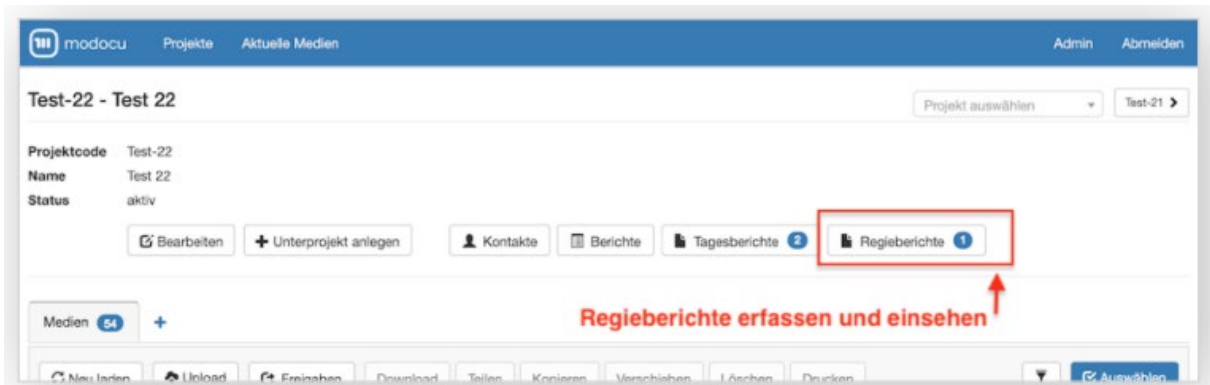 modocu Projekte Aktuelle Medien Admin Abmelden
Test-22 - Test 22 Projekt auswählen Test-21
Projektcode Test-22
Name Test 22
Status aktiv
Bearbeiten Unterprojekt anlegen Kontakte Berichte Tagesberichte 2 Regieberichte 1
Regieberichte erfassen und einsehen
Medien 54 +
Neu laden Upload Freigaben Download Teilen Kopieren Verschieben Löschen Drucken Auswählen